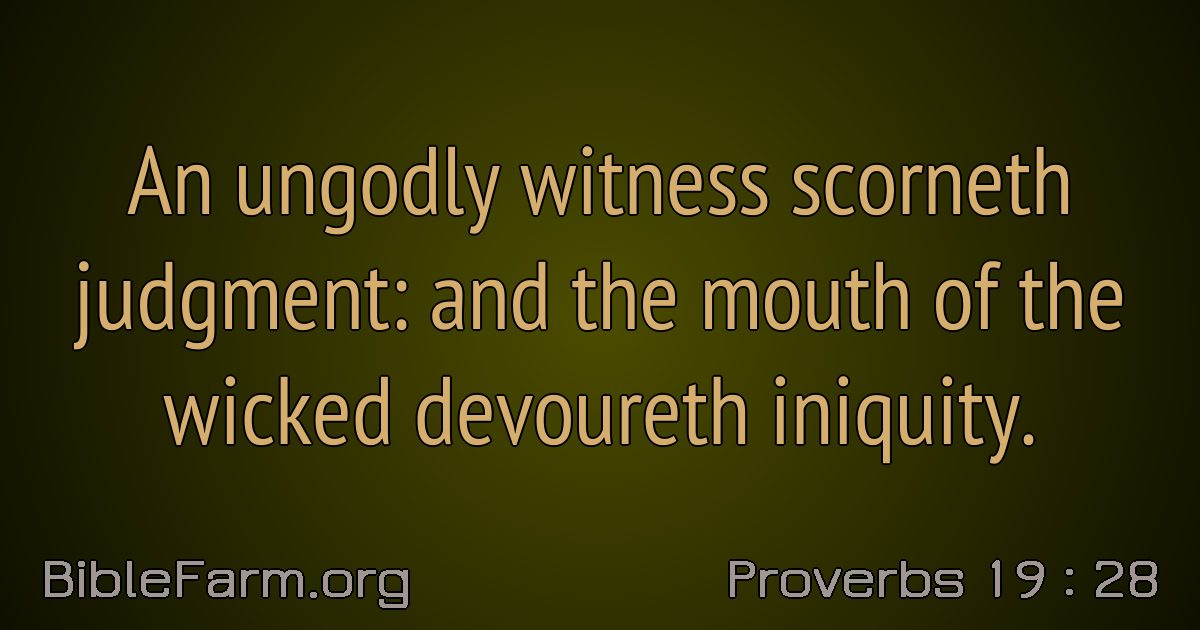 An ungodly witness scorneth
judgment: and the mouth of the
wicked devoureth iniquity.
BibleFarm.org
Proverbs 19 : 28